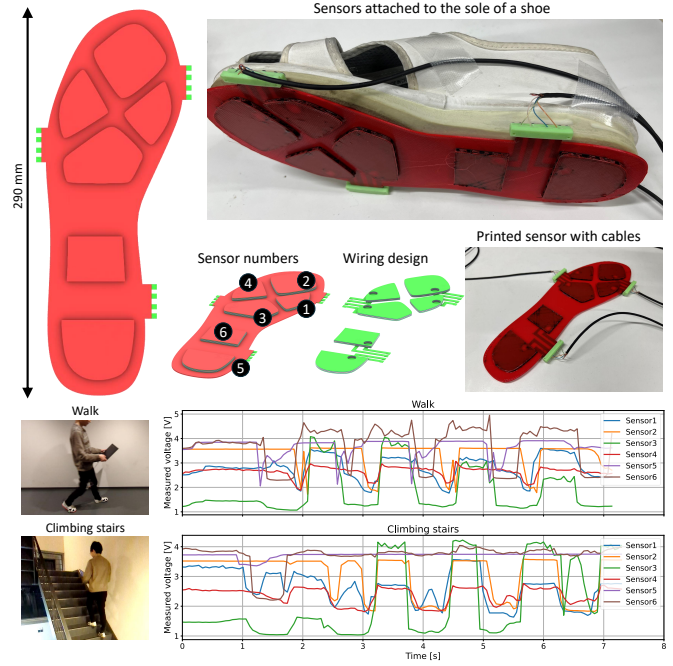 Sensors attached to the sole of a shoe
290 mm
Sensor numbers
Wiring design
Printed sensor with cables
4
2
1
3
6
5
Walk
Walk
Measured voltage [V]
5
4
3
2
1
Sensor1
Sensor2
Sensor3
Sensor4
Sensor5
Sensor6
Climbing stairs
Climbing stairs
Measured voltage [V]
4
3
2
1
Sensor1
Sensor2
Sensor3
Sensor4
Sensor5
Sensor6
0 1 2 3 4 5 6 7 8
Time [s]